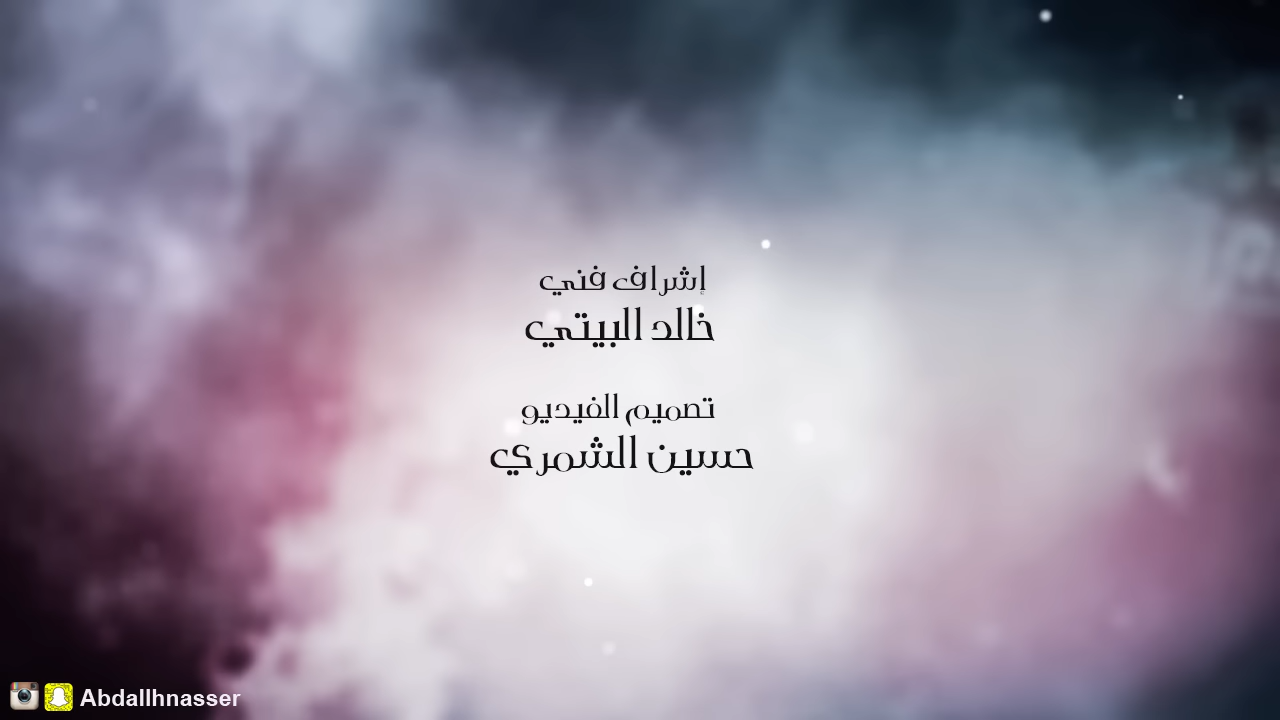 إشراف فني
خالد البيتي
تصميم الفيديو
حسين الشمري
Abdallhnasser